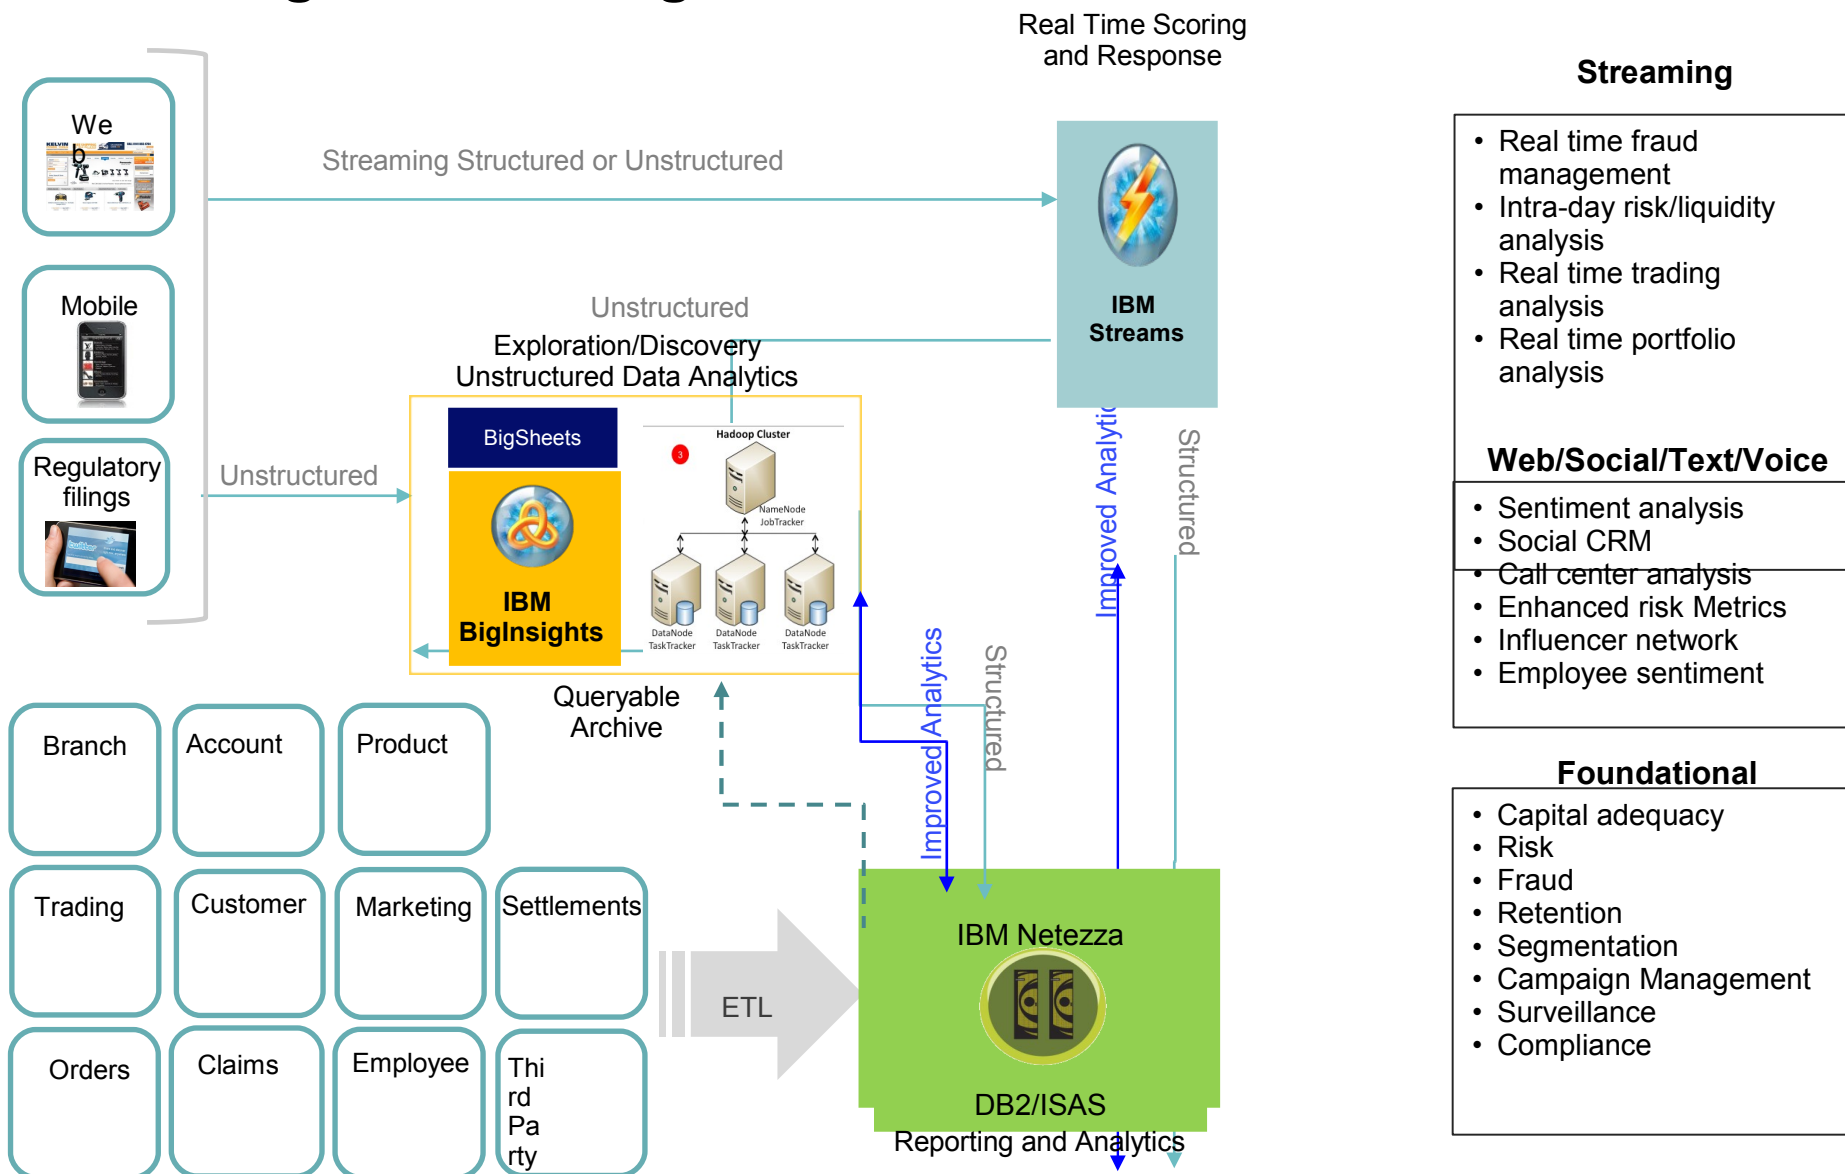 Real Time Scoring
and Response
We
b
KELVIN
Streaming Structured or Unstructured
IBM
Streams
Mobile
Unstructured
Exploration/Discovery
Unstructured Data Analytics
Regulatory
filings
twitter
Unstructured
BigSheets
IBM
BigInsights
Hadoop Cluster
3
NameNode
JobTracker
DataNode
TaskTracker
DataNode
TaskTracker
DataNode
TaskTracker
Queryable
Archive
Improved Analytics
Structured
Improved Analytics
Structured
Branch
Account
Product
Trading
Customer
Marketing
Settlements
Orders
Claims
Employee
Thi
rd
Pa
rty
ETL
IBM Netezza
DB2/ISAS
Reporting and Analytics
Streaming
• Real time fraud
management
• Intra-day risk/liquidity
analysis
• Real time trading
analysis
• Real time portfolio
analysis
Web/Social/Text/Voice
• Sentiment analysis
• Social CRM
• Call center analysis
• Enhanced risk Metrics
• Influencer network
• Employee sentiment
Foundational
• Capital adequacy
• Risk
• Fraud
• Retention
• Segmentation
• Campaign Management
• Surveillance
• Compliance